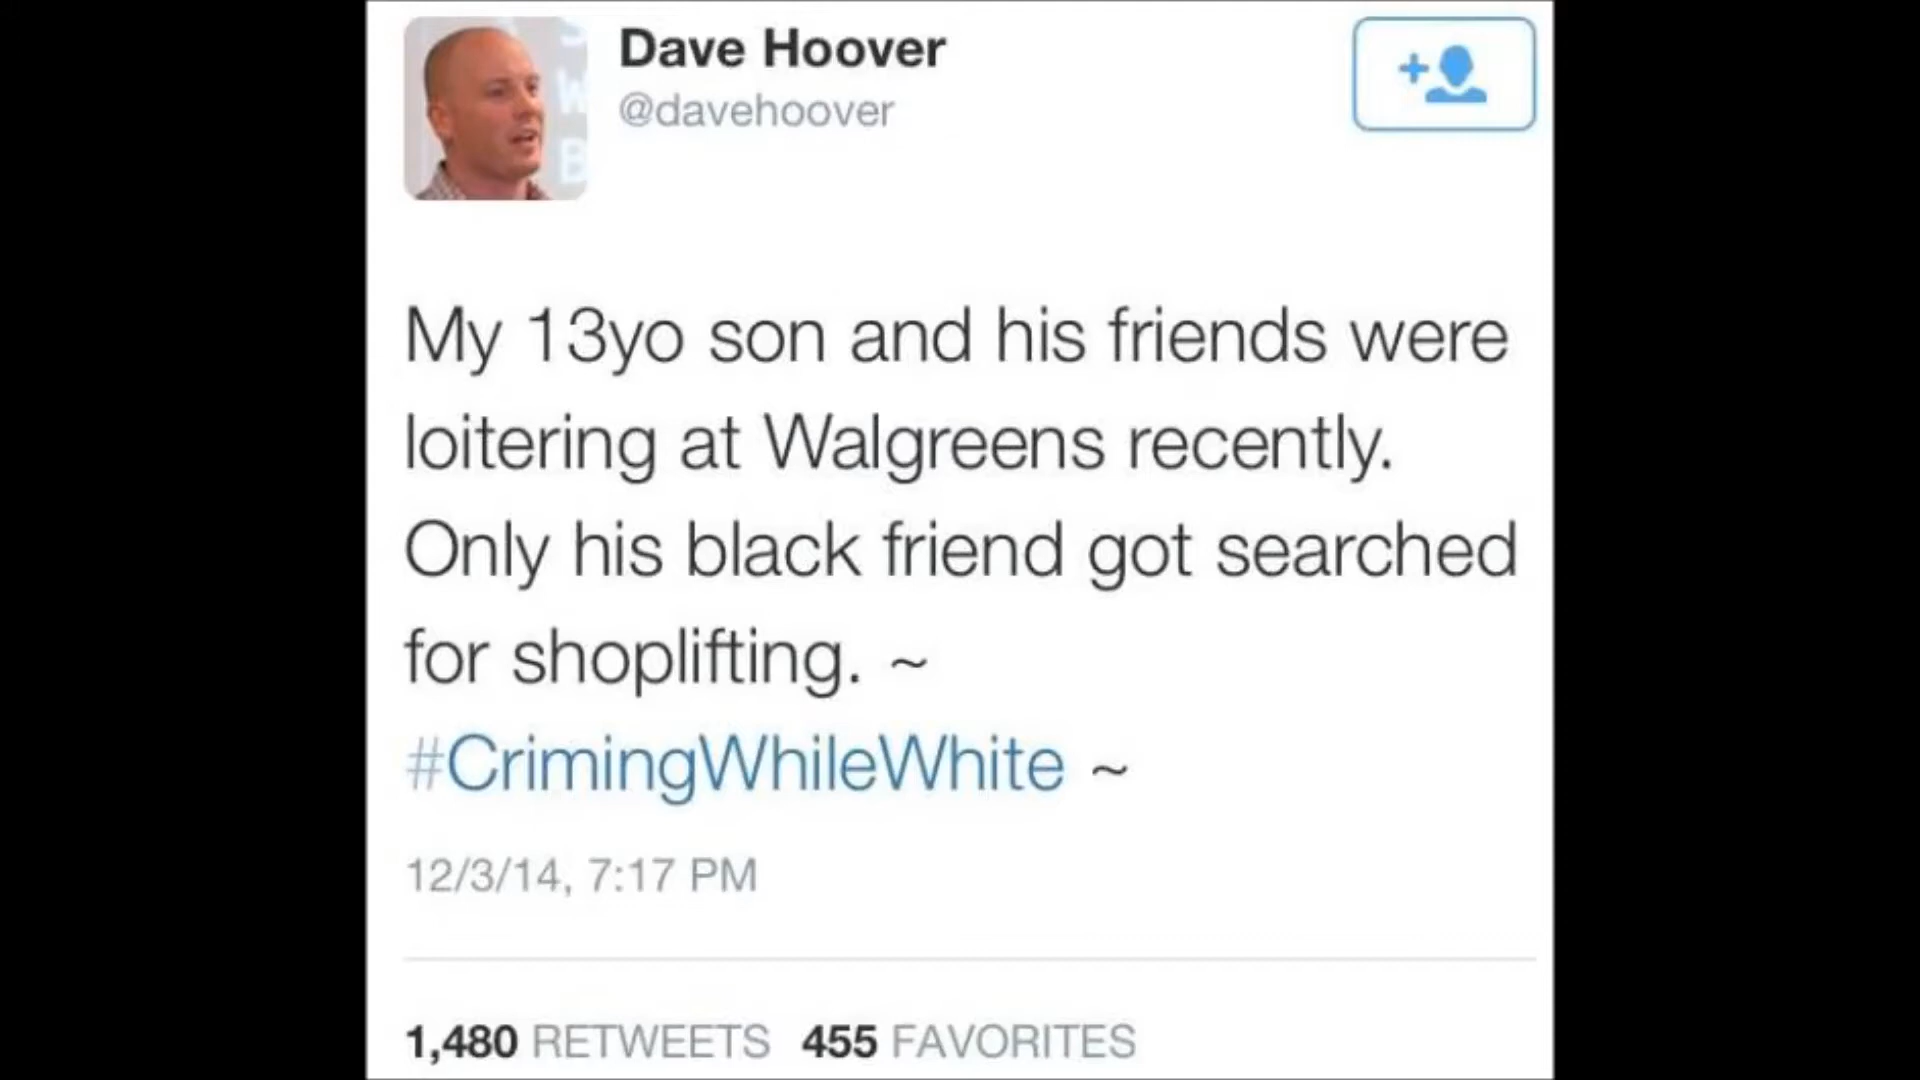 Dave Hoover
@davehoover
My 13yo son and his friends were
loitering at Walgreens recently.
Only his black friend got searched
for shoplifting. ~
#CrimingWhileWhite ~
12/3/14, 7:17 PM
1,480 RETWEETS 455 FAVORITES